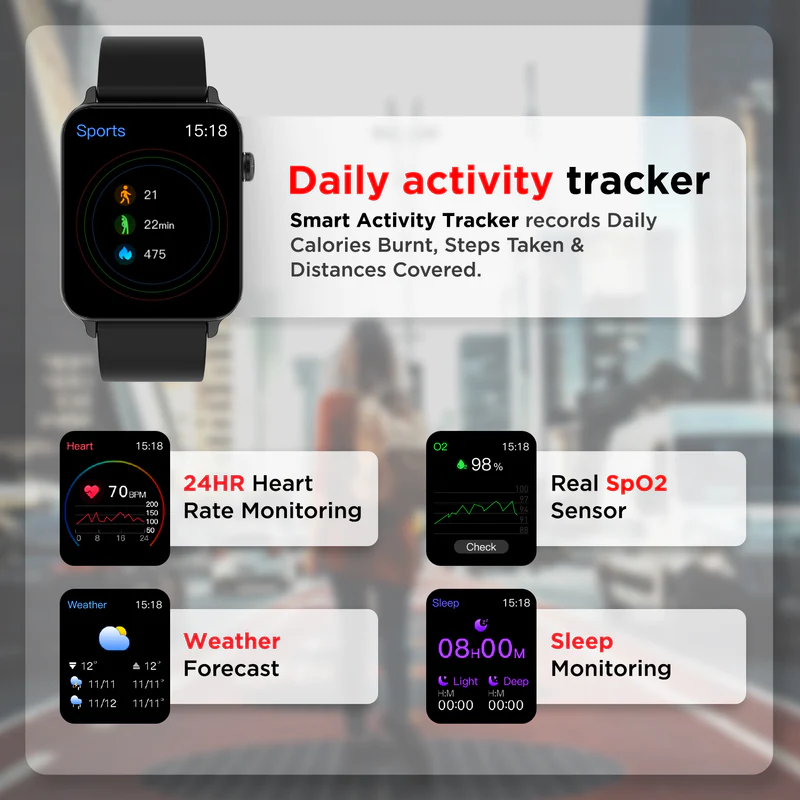 Sports 15:18
21
22min
475
Daily activity tracker
Smart Activity Tracker records Daily
Calories Burnt, Steps Taken &
Distances Covered.
Heart 15:18
70BPM
200
150
100
50
0 8 16 24
24HR Heart
Rate Monitoring
O2 15:18
98%
100
97
94
91
88
Check
Real SpO2
Sensor
Weather 15:18
12° 12°
11/11 11/11°
11/12 11/11°
Weather
Forecast
Sleep 15:18
08H00M
Light Deep
H:M H:M
00:00 00:00
Sleep
Monitoring